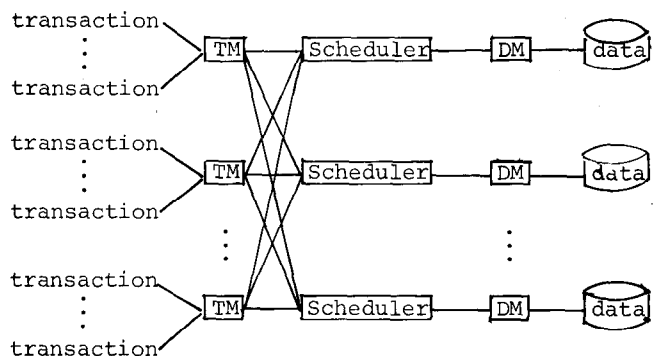 transaction
TM Scheduler DM data
transaction
transaction
TM Scheduler DM data
transaction
transaction
TM Scheduler DM data
transaction